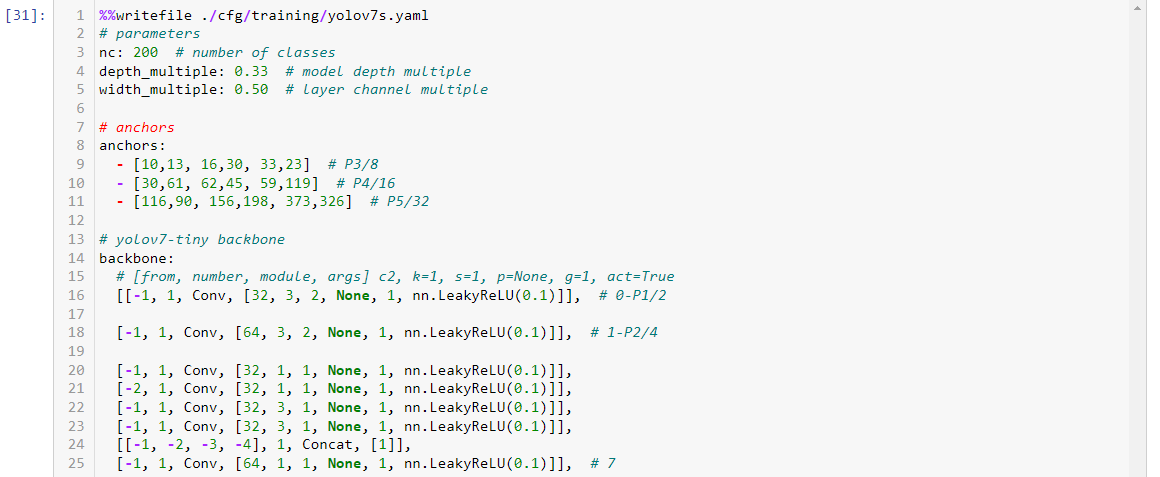 [31]:
1 %%writefile ./cfg/training/yolov7s.yaml
2 # parameters
3 nc: 200  # number of classes
4 depth_multiple: 0.33  # model depth multiple
5 width_multiple: 0.50  # layer channel multiple
6
7 # anchors
8 anchors:
9   - [10,13, 16,30, 33,23]  # P3/8
10   - [30,61, 62,45, 59,119]  # P4/16
11   - [116,90, 156,198, 373,326]  # P5/32
12
13 # yolov7-tiny backbone
14 backbone:
15   # [from, number, module, args] c2, k=1, s=1, p=None, g=1, act=True
16   [[-1, 1, Conv, [32, 3, 2, None, 1, nn.LeakyReLU(0.1)]],  # 0-P1/2
17
18   [-1, 1, Conv, [64, 3, 2, None, 1, nn.LeakyReLU(0.1)]],  # 1-P2/4
19
20   [-1, 1, Conv, [32, 1, 1, None, 1, nn.LeakyReLU(0.1)]],
21   [-2, 1, Conv, [32, 1, 1, None, 1, nn.LeakyReLU(0.1)]],
22   [-1, 1, Conv, [32, 3, 1, None, 1, nn.LeakyReLU(0.1)]],
23   [-1, 1, Conv, [32, 3, 1, None, 1, nn.LeakyReLU(0.1)]],
24   [[-1, -2, -3, -4], 1, Concat, [1]],
25   [-1, 1, Conv, [64, 1, 1, None, 1, nn.LeakyReLU(0.1)]],  # 7